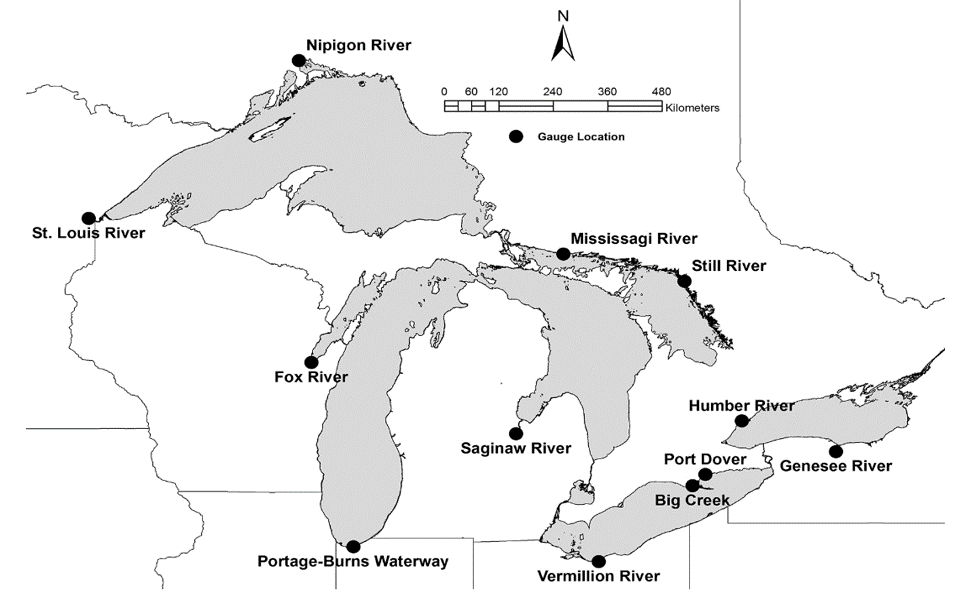 N
Nipigon River
0 60 120 240 360 480
Kilometers
Gauge Location
St. Louis River
Mississagi River
Still River
Fox River
Humber River
Saginaw River
Port Dover
Genesee River
Big Creek
Portage-Burns Waterway
Vermillion River